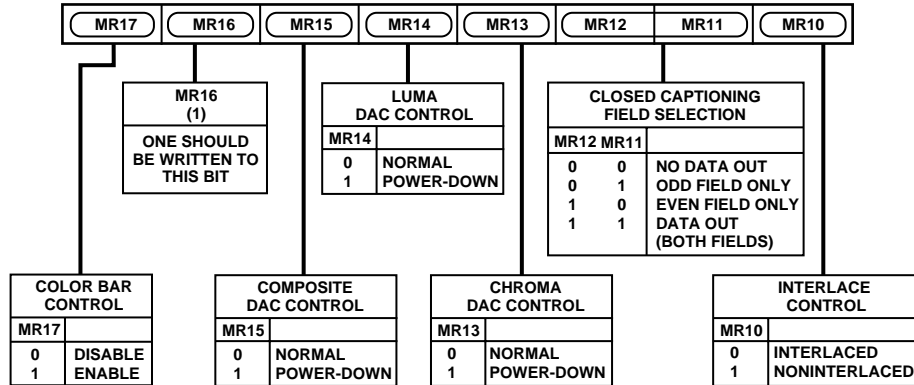 MR17 MR16 MR15 MR14 MR13 MR12 MR11 MR10
MR16
(1)
ONE SHOULD
BE WRITTEN TO
THIS BIT
LUMA
DAC CONTROL
MR14
0 NORMAL
1 POWER-DOWN
CLOSED CAPTIONING
FIELD SELECTION
MR12 MR11
0 0 NO DATA OUT
0 1 ODD FIELD ONLY
1 0 EVEN FIELD ONLY
1 1 DATA OUT
(BOTH FIELDS)
COLOR BAR
CONTROL
MR17
0 DISABLE
1 ENABLE
COMPOSITE
DAC CONTROL
MR15
0 NORMAL
1 POWER-DOWN
CHROMA
DAC CONTROL
MR13
0 NORMAL
1 POWER-DOWN
INTERLACE
CONTROL
MR10
0 INTERLACED
1 NONINTERLACED